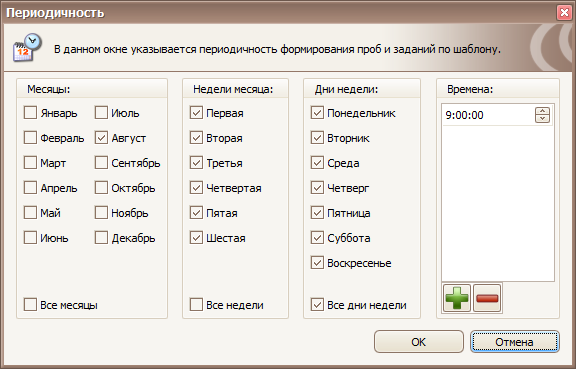 Периодичность
12
В данном окне указывается периодичность формирования проб и заданий по шаблону.
Месяцы:
Январь Июль
Февраль Август
Март Сентябрь
Апрель Октябрь
Май Ноябрь
Июнь Декабрь
Все месяцы
Недели месяца:
Первая
Вторая
Третья
Четвертая
Пятая
Шестая
Все недели
Дни недели:
Понедельник
Вторник
Среда
Четверг
Пятница
Суббота
Воскресенье
Все дни недели
Времена:
9:00:00
OK Отмена